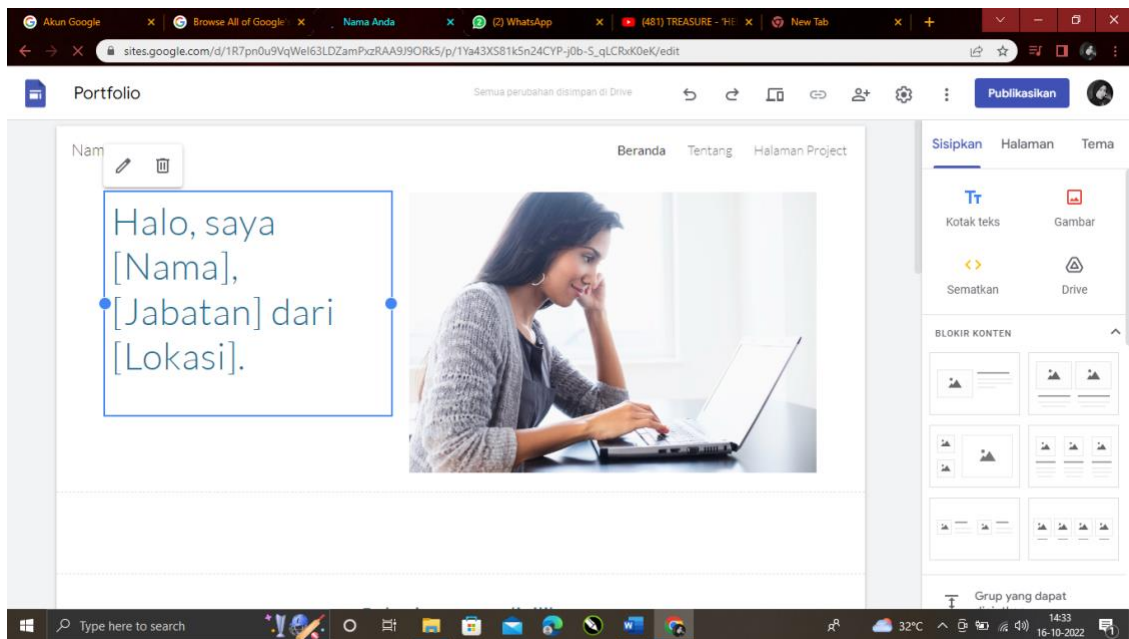 Akun Google
Browse All of Google'
Nama Anda
(2) WhatsApp
(481) TREASURE - 'HE
New Tab
sites.google.com/d/1R7pn0u9VqWel63LDZamPxzRAA9J9ORk5/p/1Ya43XS81k5n24CYP-j0b-S_qLCRxK0eK/edit
Portfolio
Semua perubahan disimpan di Drive
Publikasikan
Nam
Beranda Tentang Halaman Project
Sisipkan Halaman Tema
Halo, saya
[Nama],
[Jabatan] dari
[Lokasi].
Kotak teks
Gambar
Sematkan
Drive
BLOKIR KONTEN
Grup yang dapat
Type here to search
32°C
14:33
16-10-2022